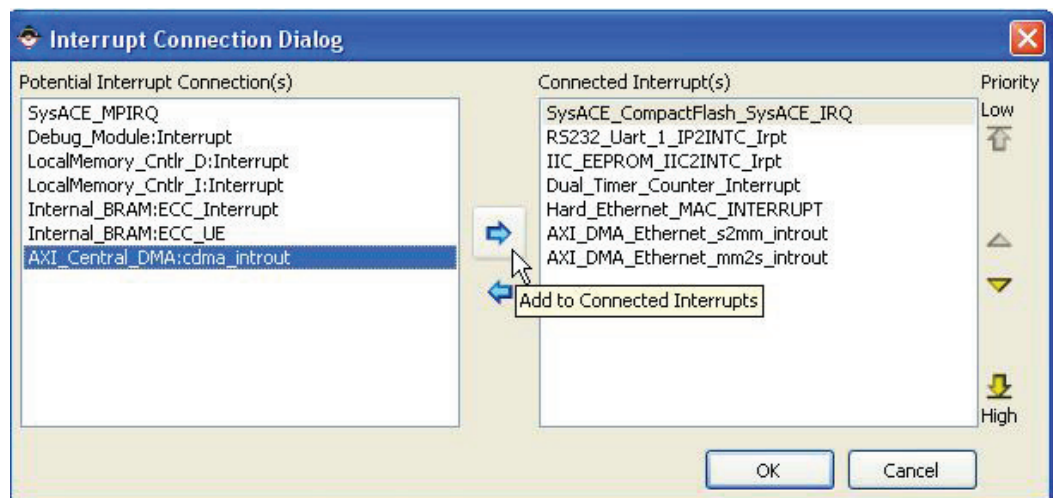 Interrupt Connection Dialog
Potential Interrupt Connection(s)
SysACE_MPIRQ
Debug_Module:Interrupt
LocalMemory_Cntlr_D:Interrupt
LocalMemory_Cntlr_I:Interrupt
Internal_BRAM:ECC_Interrupt
Internal_BRAM:ECC_UE
AXI_Central_DMA:cdma_introut
Add to Connected Interrupts
Connected Interrupt(s)
SysACE_CompactFlash_SysACE_IRQ
RS232_Uart_1_IP2INTC_Irpt
IIC_EEPROM_IIC2INTC_Irpt
Dual_Timer_Counter_Interrupt
Hard_Ethernet_MAC_INTERRUPT
AXI_DMA_Ethernet_s2mm_introut
AXI_DMA_Ethernet_mm2s_introut
Priority
Low
High
OK
Cancel